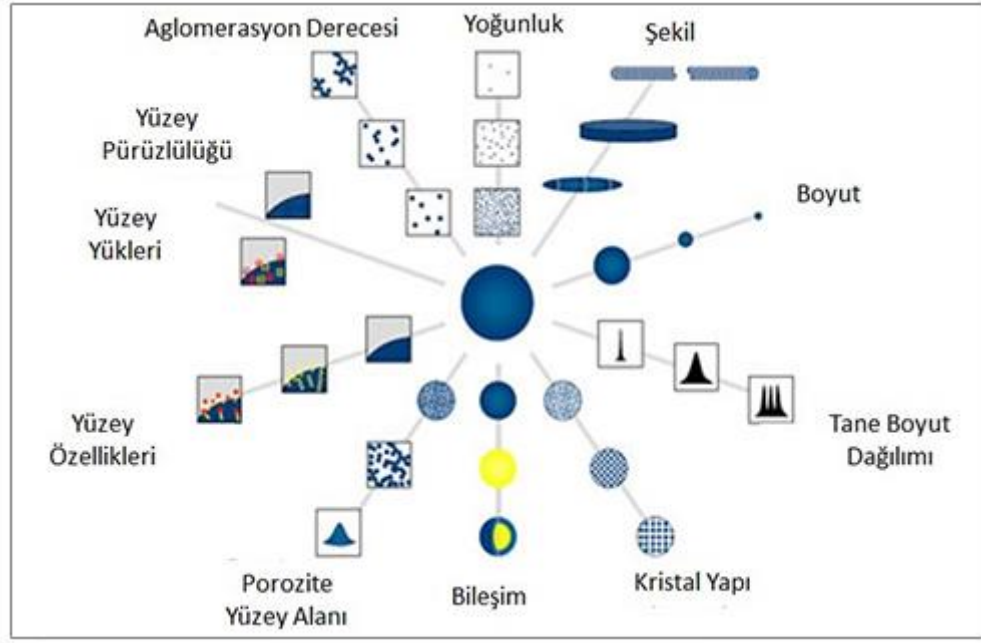 Aglomerasyon Derecesi
Yoğunluk
Şekil
Yüzey
Pürüzlülüğü
Yüzey
Yükleri
Boyut
Yüzey
Özellikleri
Tane Boyut
Dağılımı
Porozite
Yüzey Alanı
Bileşim
Kristal Yapı